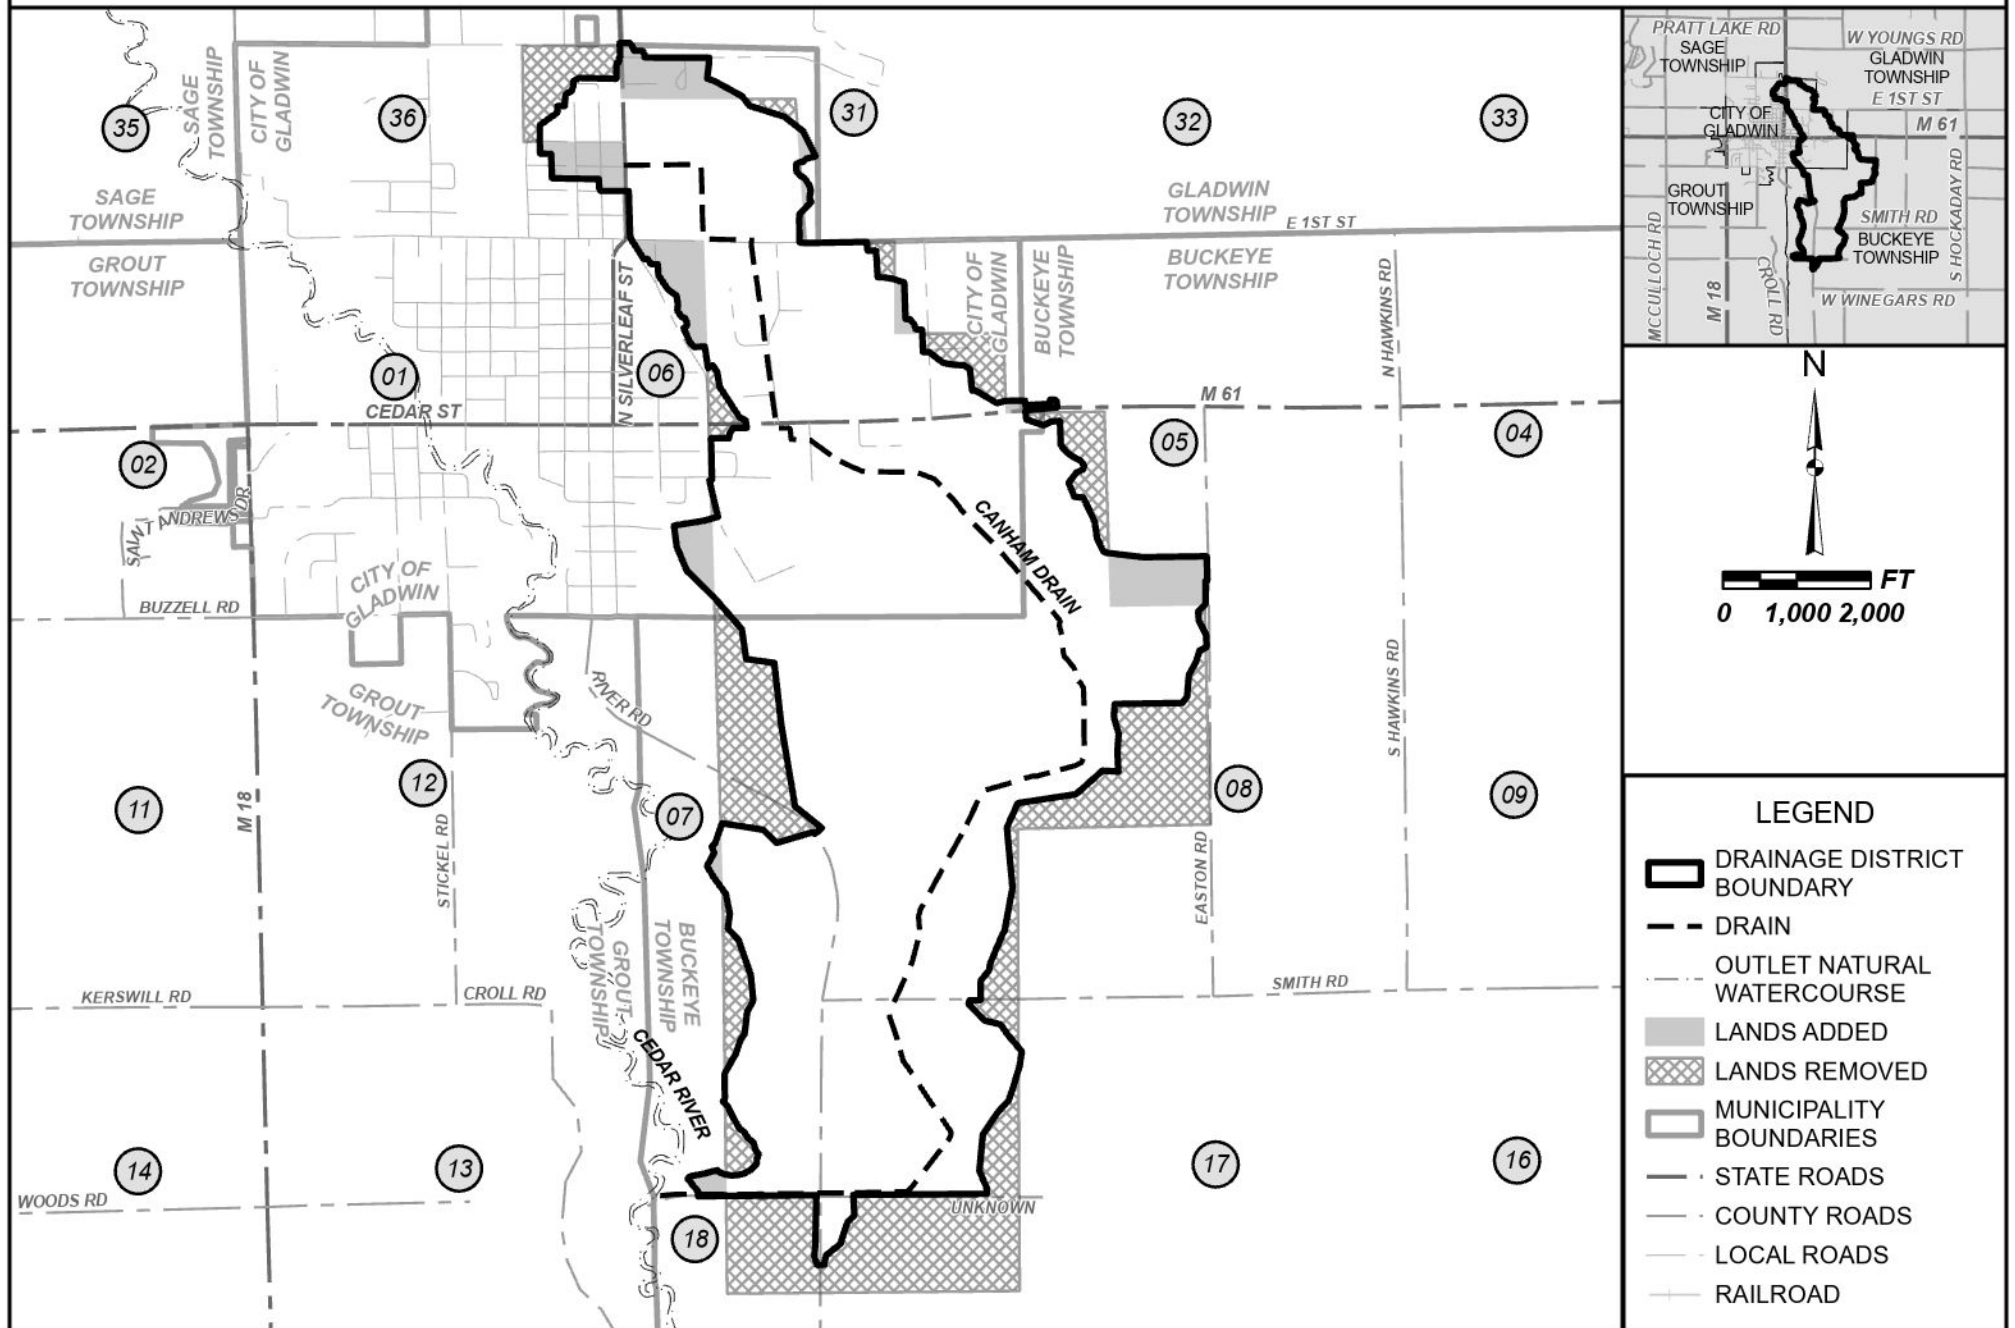 35
SAGE
TOWNSHIP
CITY OF
GLADWIN
36
31
32
33
SAGE
TOWNSHIP
GROUT
TOWNSHIP
GLADWIN
TOWNSHIP
E 1ST ST
BUCKEYE
TOWNSHIP
CITY OF
GLADWIN
BUCKEYE
TOWNSHIP
N HAWKINS RD
N SILVERLEAF ST
01
06
CEDAR ST
M 61
02
05
04
SAINT ANDREWS DR
CANHAM DRAIN
CITY OF
GLADWIN
BUZZELL RD
GROUT
TOWNSHIP
RIVER RD
S HAWKINS RD
M 18
11
12
07
08
09
STICKEL RD
EASTON RD
GROUT
TOWNSHIP
BUCKEYE
TOWNSHIP
KERSWILL RD
CROLL RD
SMITH RD
CEDAR RIVER
14
13
17
16
WOODS RD
UNKNOWN
18
PRATT LAKE RD
SAGE
TOWNSHIP
W YOUNGS RD
GLADWIN
TOWNSHIP
E 1ST ST
CITY OF
GLADWIN
M 61
GROUT
TOWNSHIP
SMITH RD
BUCKEYE
TOWNSHIP
S HOCKADAY RD
MCCULLOCH RD
M 18
CROLL RD
W WINEGARS RD
N
FT
0 1,000 2,000
LEGEND
DRAINAGE DISTRICT
BOUNDARY
DRAIN
OUTLET NATURAL
WATERCOURSE
LANDS ADDED
LANDS REMOVED
MUNICIPALITY
BOUNDARIES
STATE ROADS
COUNTY ROADS
LOCAL ROADS
RAILROAD